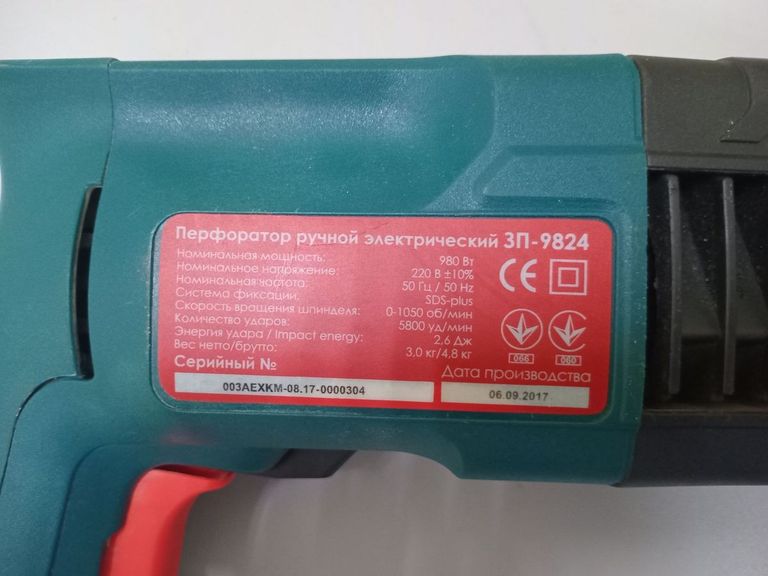 Перфоратор ручной электрический ЗП-9824
Номинальная мощность: 980 Вт
Номинальное напряжение: 220 В ±10%
Номинальная частота: 50 Гц / 50 Hz
Система фиксации: SDS-plus
Скорость вращения шпинделя: 0-1050 об/мин
Количество ударов: 5800 уд/мин
Энергия удара / Impact energy: 2,6 Дж
Вес нетто/брутто: 3,0 кг/4,8 кг
CE
066 060
Серийный № Дата производства
003AEXKM-08.17-0000304 06.09.2017